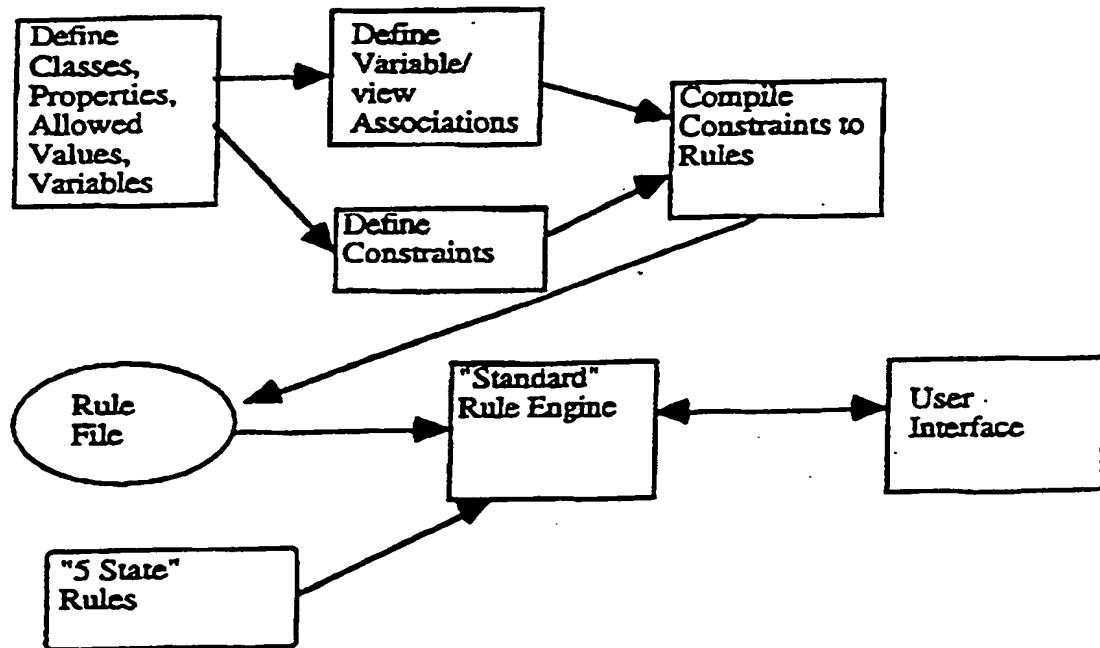 Define
Classes,
Properties,
Allowed
Values,
Variables
Define
Variable/
view
Associations
Define
Constraints
Compile
Constraints to
Rules
Rule
File
"Standard"
Rule Engine
User
Interface
"5 State"
Rules